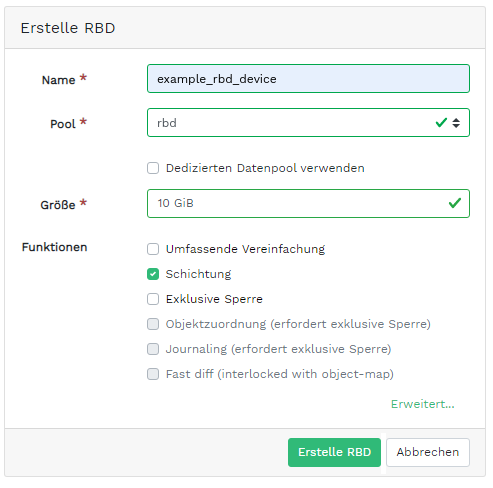 Erstelle RBD
Name *
example_rbd_device
Pool *
rbd
Dedizierten Datenpool verwenden
Größe *
10 GiB
Funktionen
Umfassende Vereinfachung
Schichtung
Exklusive Sperre
Objektzuordnung (erfordert exklusive Sperre)
Journaling (erfordert exklusive Sperre)
Fast diff (interlocked with object-map)
Erweitert...
Erstelle RBD
Abbrechen